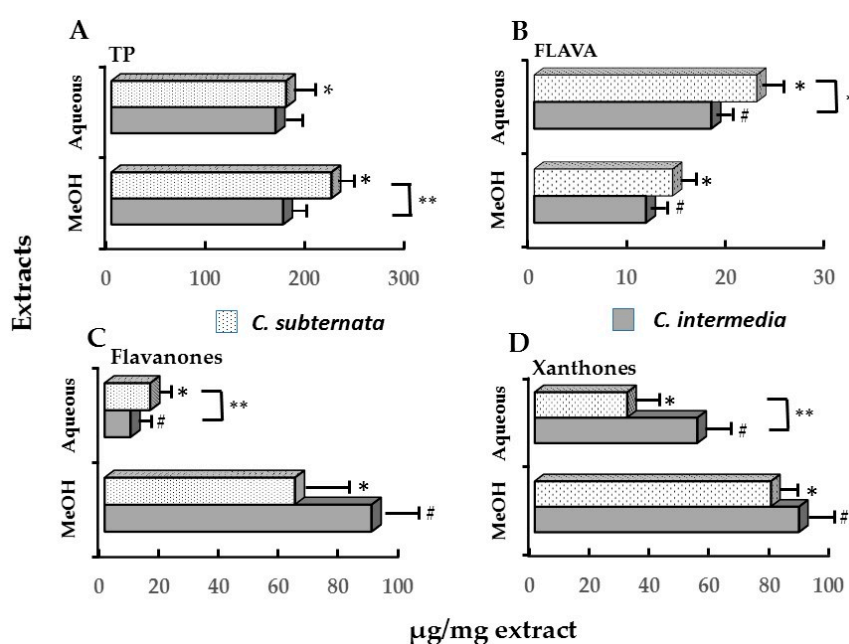 A
TP
Aqueous
*
MeOH
*
**
0 100 200 300
B
FLAVA
Aqueous
*
#
MeOH
*
#
0 10 20 30
Extracts
C. subternata
C. intermedia
C
Flavanones
Aqueous
*
#
**
MeOH
*
#
0 20 40 60 80 100
D
Xanthones
Aqueous
*
#
**
MeOH
*
#
0 20 40 60 80 100
µg/mg extract